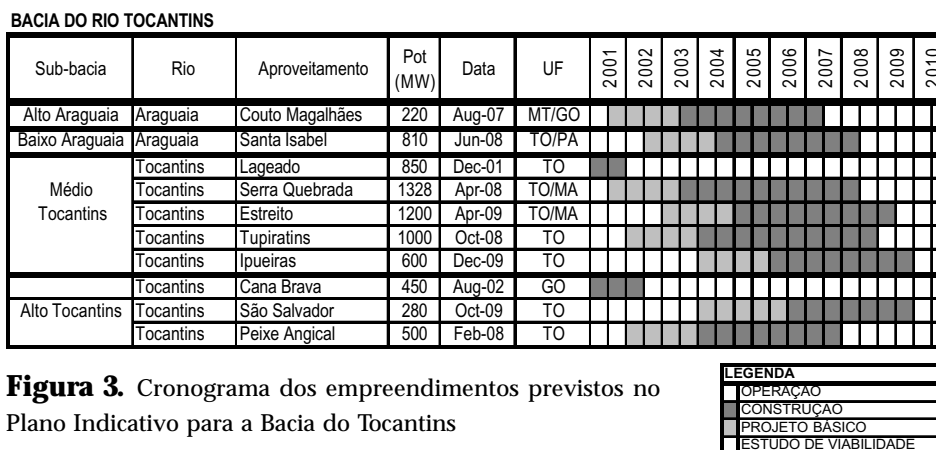 BACIA DO RIO TOCANTINS
Sub-bacia Rio Aproveitamento Pot (MW) Data UF 2001 2002 2003 2004 2005 2006 2007 2008 2009 2010
Alto Araguaia Araguaia Couto Magalhães 220 Aug-07 MT/GO
Baixo Araguaia Araguaia Santa Isabel 810 Jun-08 TO/PA
Tocantins Lageado 850 Dec-01 TO
Médio Tocantins Serra Quebrada 1328 Apr-08 TO/MA
Tocantins Tocantins Estreito 1200 Apr-09 TO/MA
Tocantins Tupiratins 1000 Oct-08 TO
Tocantins Ipueiras 600 Dec-09 TO
Tocantins Cana Brava 450 Aug-02 GO
Alto Tocantins Tocantins São Salvador 280 Oct-09 TO
Tocantins Peixe Angical 500 Feb-08 TO
Figura 3. Cronograma dos empreendimentos previstos no
Plano Indicativo para a Bacia do Tocantins
LEGENDA
OPERAÇÃO
CONSTRUÇÃO
PROJETO BÁSICO
ESTUDO DE VIABILIDADE